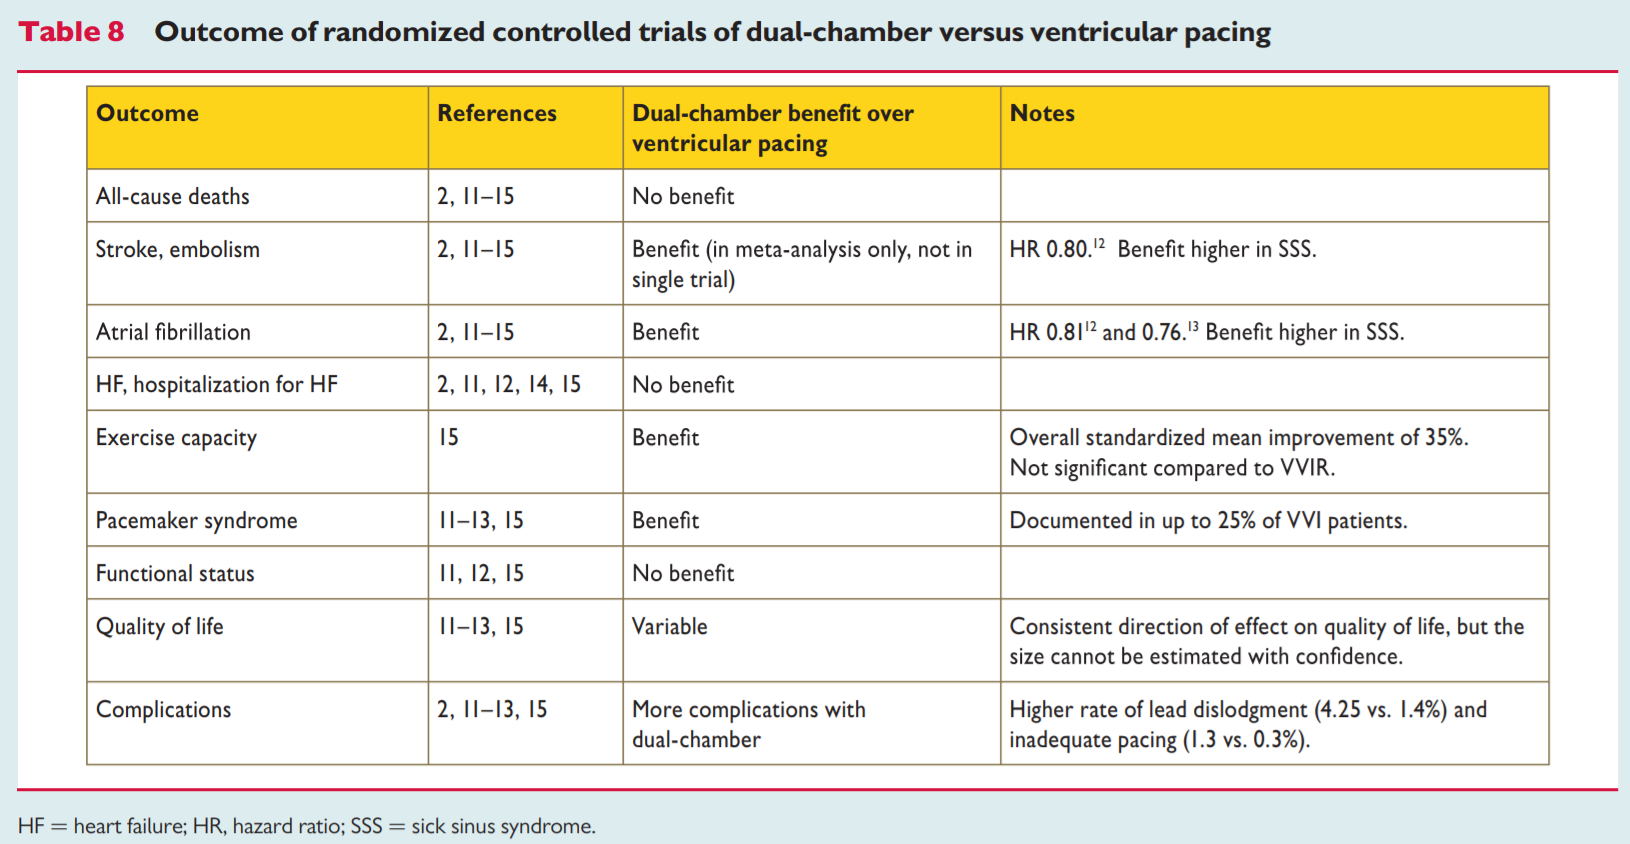 Table 8 Outcome of randomized controlled trials of dual-chamber versus ventricular pacing
Outcome References Dual-chamber benefit over ventricular pacing Notes
All-cause deaths 2, 11–15 No benefit
Stroke, embolism 2, 11–15 Benefit (in meta-analysis only, not in single trial) HR 0.80.12 Benefit higher in SSS.
Atrial fibrillation 2, 11–15 Benefit HR 0.8112 and 0.76.13 Benefit higher in SSS.
HF, hospitalization for HF 2, 11, 12, 14, 15 No benefit
Exercise capacity 15 Benefit Overall standardized mean improvement of 35%. Not significant compared to VVIR.
Pacemaker syndrome 11–13, 15 Benefit Documented in up to 25% of VVI patients.
Functional status 11, 12, 15 No benefit
Quality of life 11–13, 15 Variable Consistent direction of effect on quality of life, but the size cannot be estimated with confidence.
Complications 2, 11–13, 15 More complications with dual-chamber Higher rate of lead dislodgment (4.25 vs. 1.4%) and inadequate pacing (1.3 vs. 0.3%).
HF = heart failure; HR, hazard ratio; SSS = sick sinus syndrome.